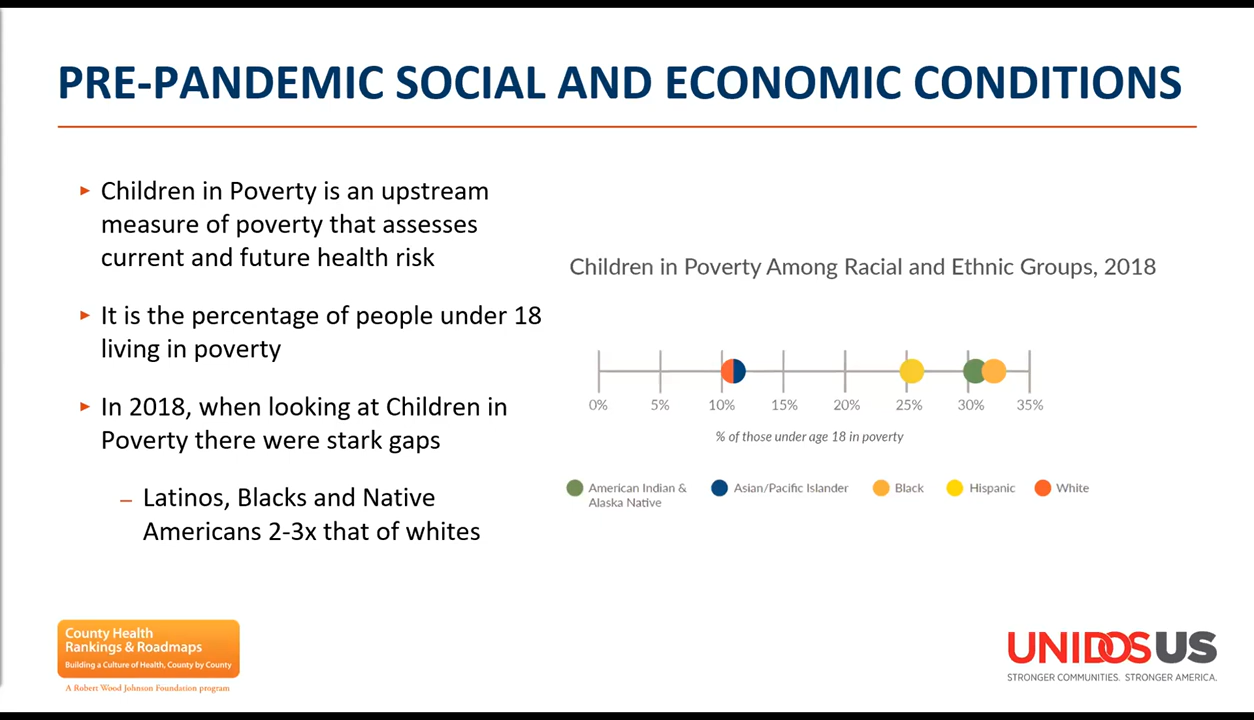 PRE-PANDEMIC SOCIAL AND ECONOMIC CONDITIONS
▸ Children in Poverty is an upstream
measure of poverty that assesses
current and future health risk
▸ It is the percentage of people under 18
living in poverty
▸ In 2018, when looking at Children in
Poverty there were stark gaps
– Latinos, Blacks and Native
Americans 2-3x that of whites
Children in Poverty Among Racial and Ethnic Groups, 2018
0% 5% 10% 15% 20% 25% 30% 35%
% of those under age 18 in poverty
American Indian & Asian/Pacific Islander Black Hispanic White
Alaska Native
County Health
Rankings & Roadmaps
Building a Culture of Health, County by County
A Robert Wood Johnson Foundation program
UNIDOSUS
STRONGER COMMUNITIES. STRONGER AMERICA.